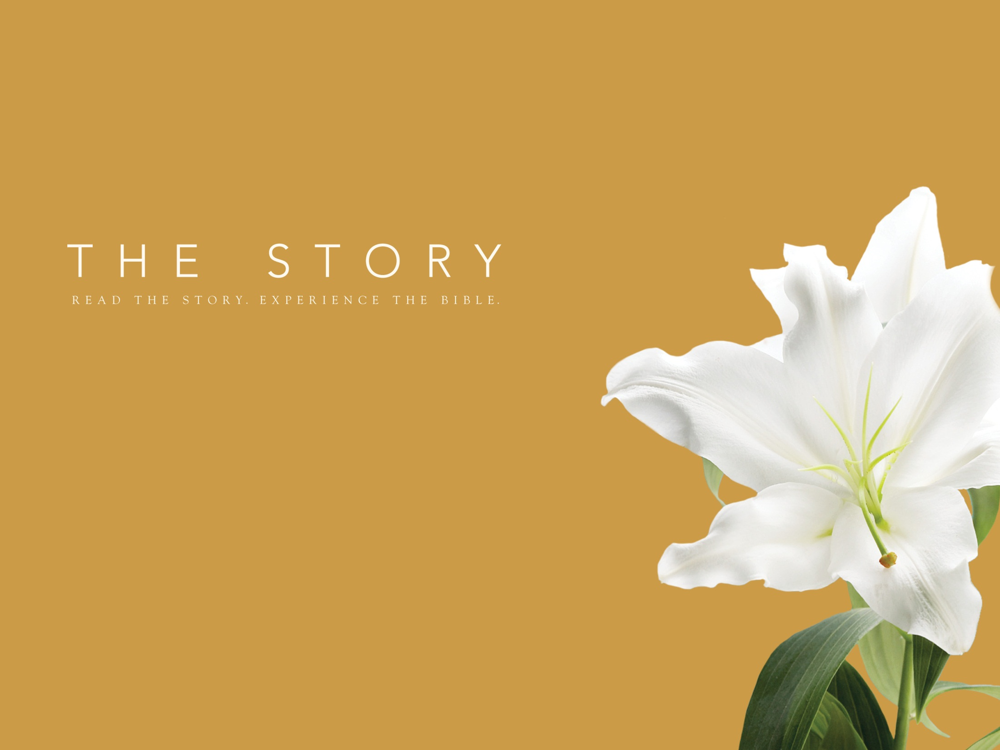 THE STORY
READ THE STORY. EXPERIENCE THE BIBLE.